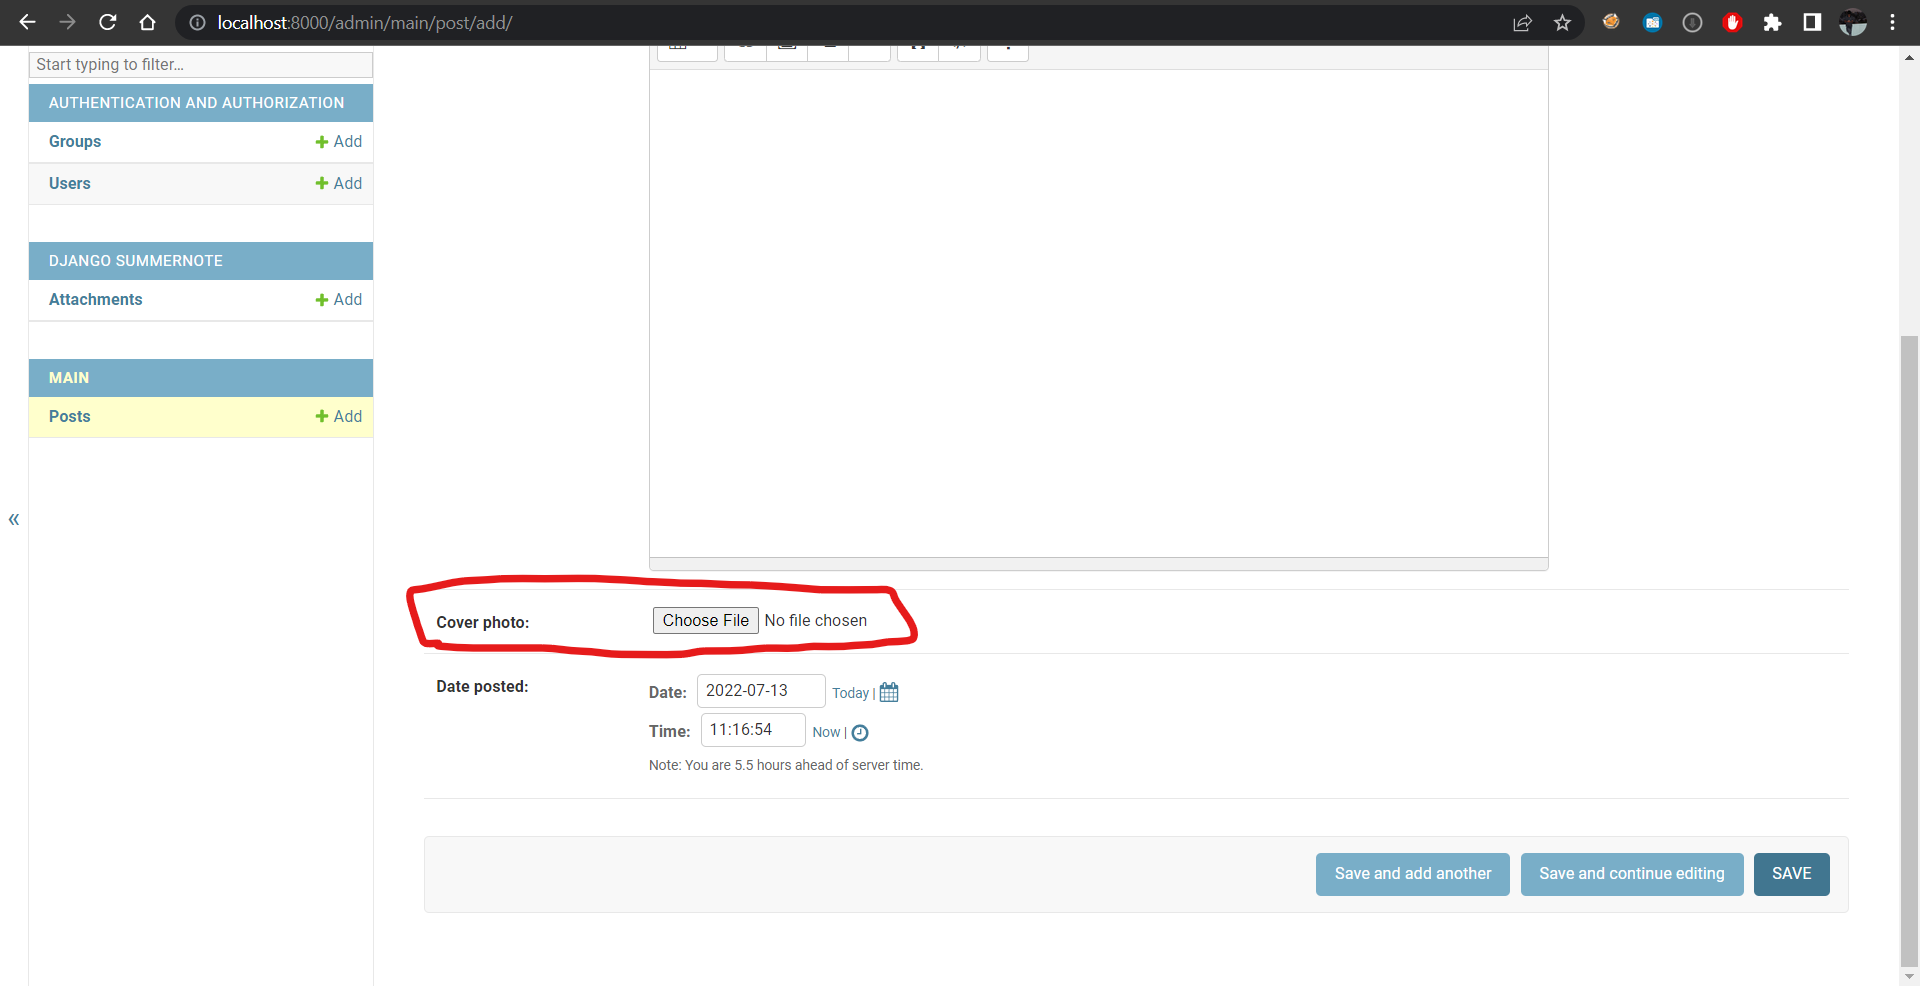 localhost:8000/admin/main/post/add/
Start typing to filter...
AUTHENTICATION AND AUTHORIZATION
Groups + Add
Users + Add
DJANGO SUMMERNOTE
Attachments + Add
MAIN
Posts + Add
«
Cover photo: Choose File No file chosen
Date posted: Date: 2022-07-13 Today |
Time: 11:16:54 Now |
Note: You are 5.5 hours ahead of server time.
Save and add another Save and continue editing SAVE